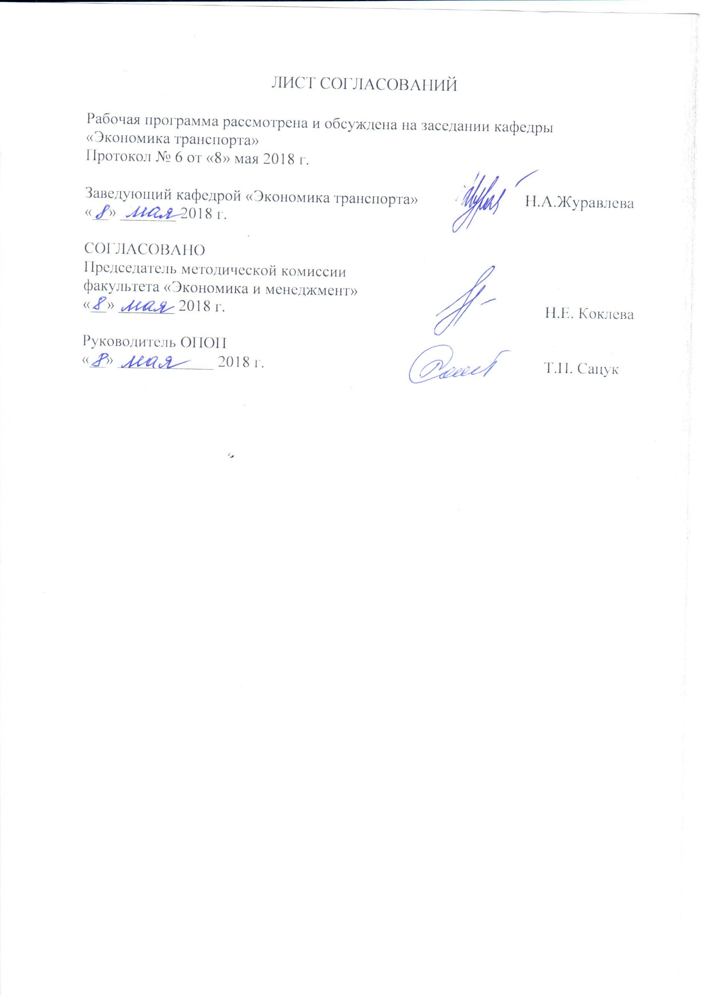 ЛИСТ СОГЛАСОВАНИЙ
Рабочая программа рассмотрена и обсуждена на заседании кафедры
«Экономика транспорта»
Протокол № 6 от «8» мая 2018 г.
Заведующий кафедрой «Экономика транспорта» Н.А.Журавлева
«8» мая 2018 г.
СОГЛАСОВАНО
Председатель методической комиссии
факультета «Экономика и менеджмент»
«8» мая 2018 г. Н.Е. Коклева
Руководитель ОПОП
«8» мая 2018 г. Т.П. Сацук